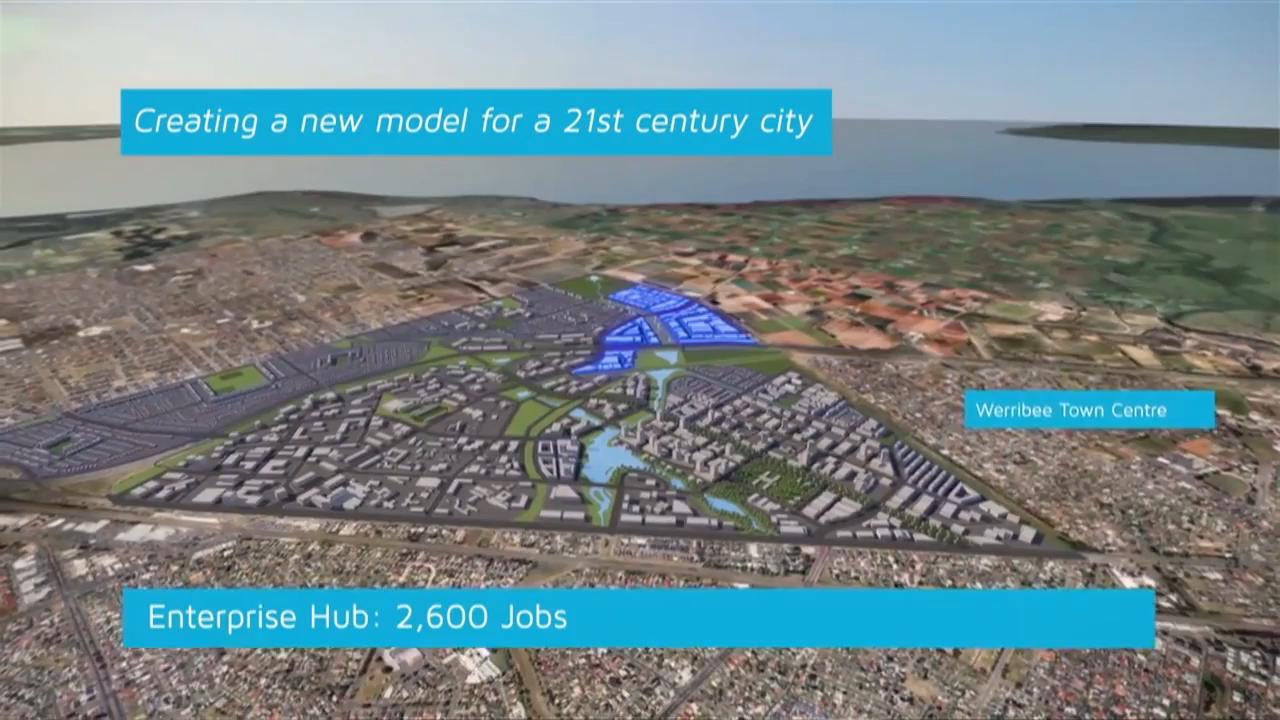 Creating a new model for a 21st century city
Werribee Town Centre
Enterprise Hub: 2,600 Jobs